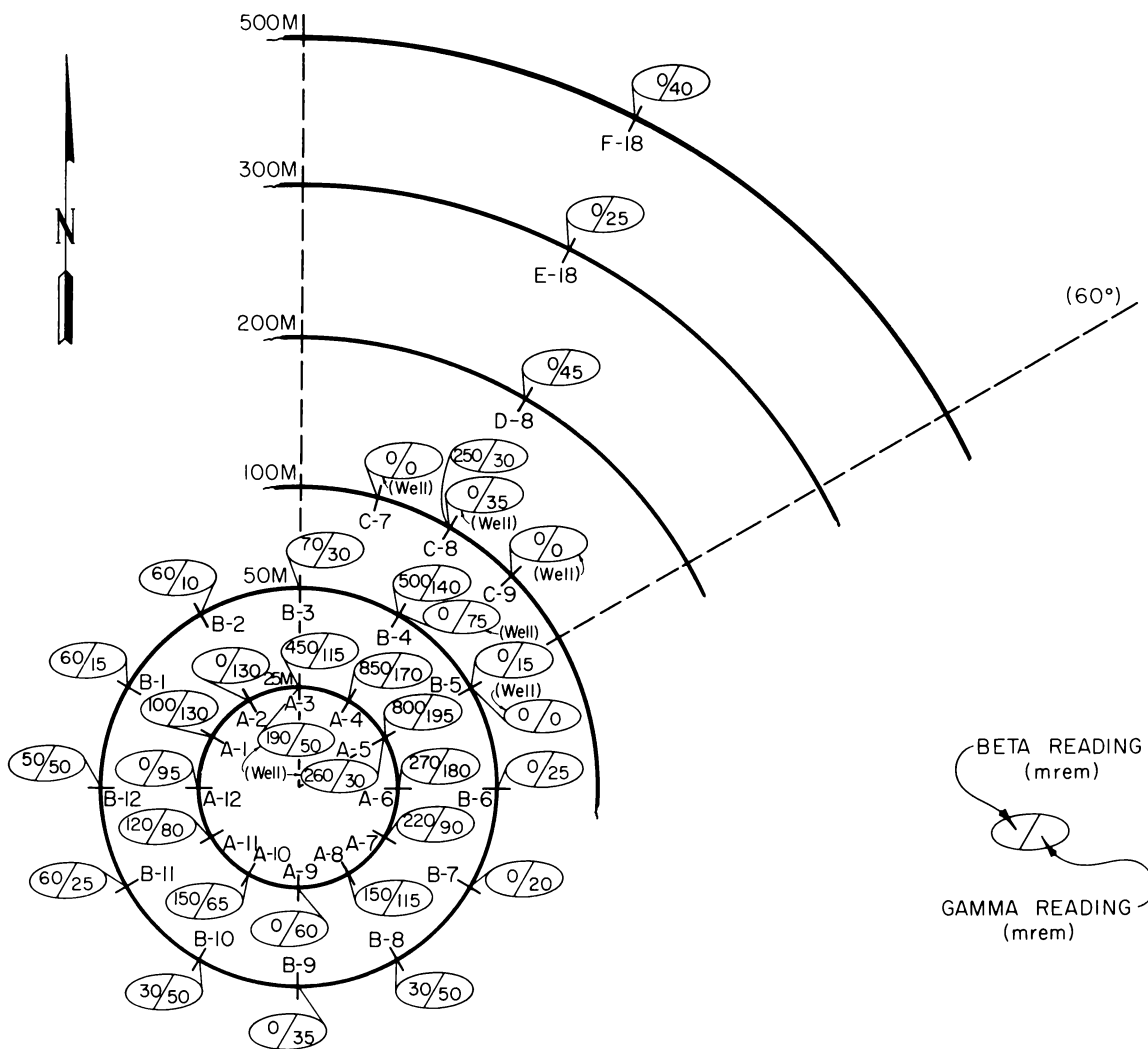 500M
0/40
F-18
300M
0/25
E-18
N
(60°)
200M
0/45
D-8
100M
0/0
(Well)
C-7
250/30
0/35
(Well)
C-8
0/0
(Well)
C-9
70/30
50M
B-3
60/10
B-2
500/140
0/75
(Well)
B-4
60/15
B-1
0/15
(Well)
0/0
B-5
0/130
A-2
25M
450/115
A-3
850/170
A-4
100/130
A-1
190/50
(Well)
800/195
A-5
260/30
50/50
B-12
0/95
A-12
270/180
A-6
0/25
B-6
120/80
A-11
220/90
A-7
60/25
B-11
150/65
A-10
0/60
A-9
150/115
A-8
0/20
B-7
30/50
B-10
0/35
B-9
30/50
B-8
BETA READING
(mrem)
GAMMA READING
(mrem)